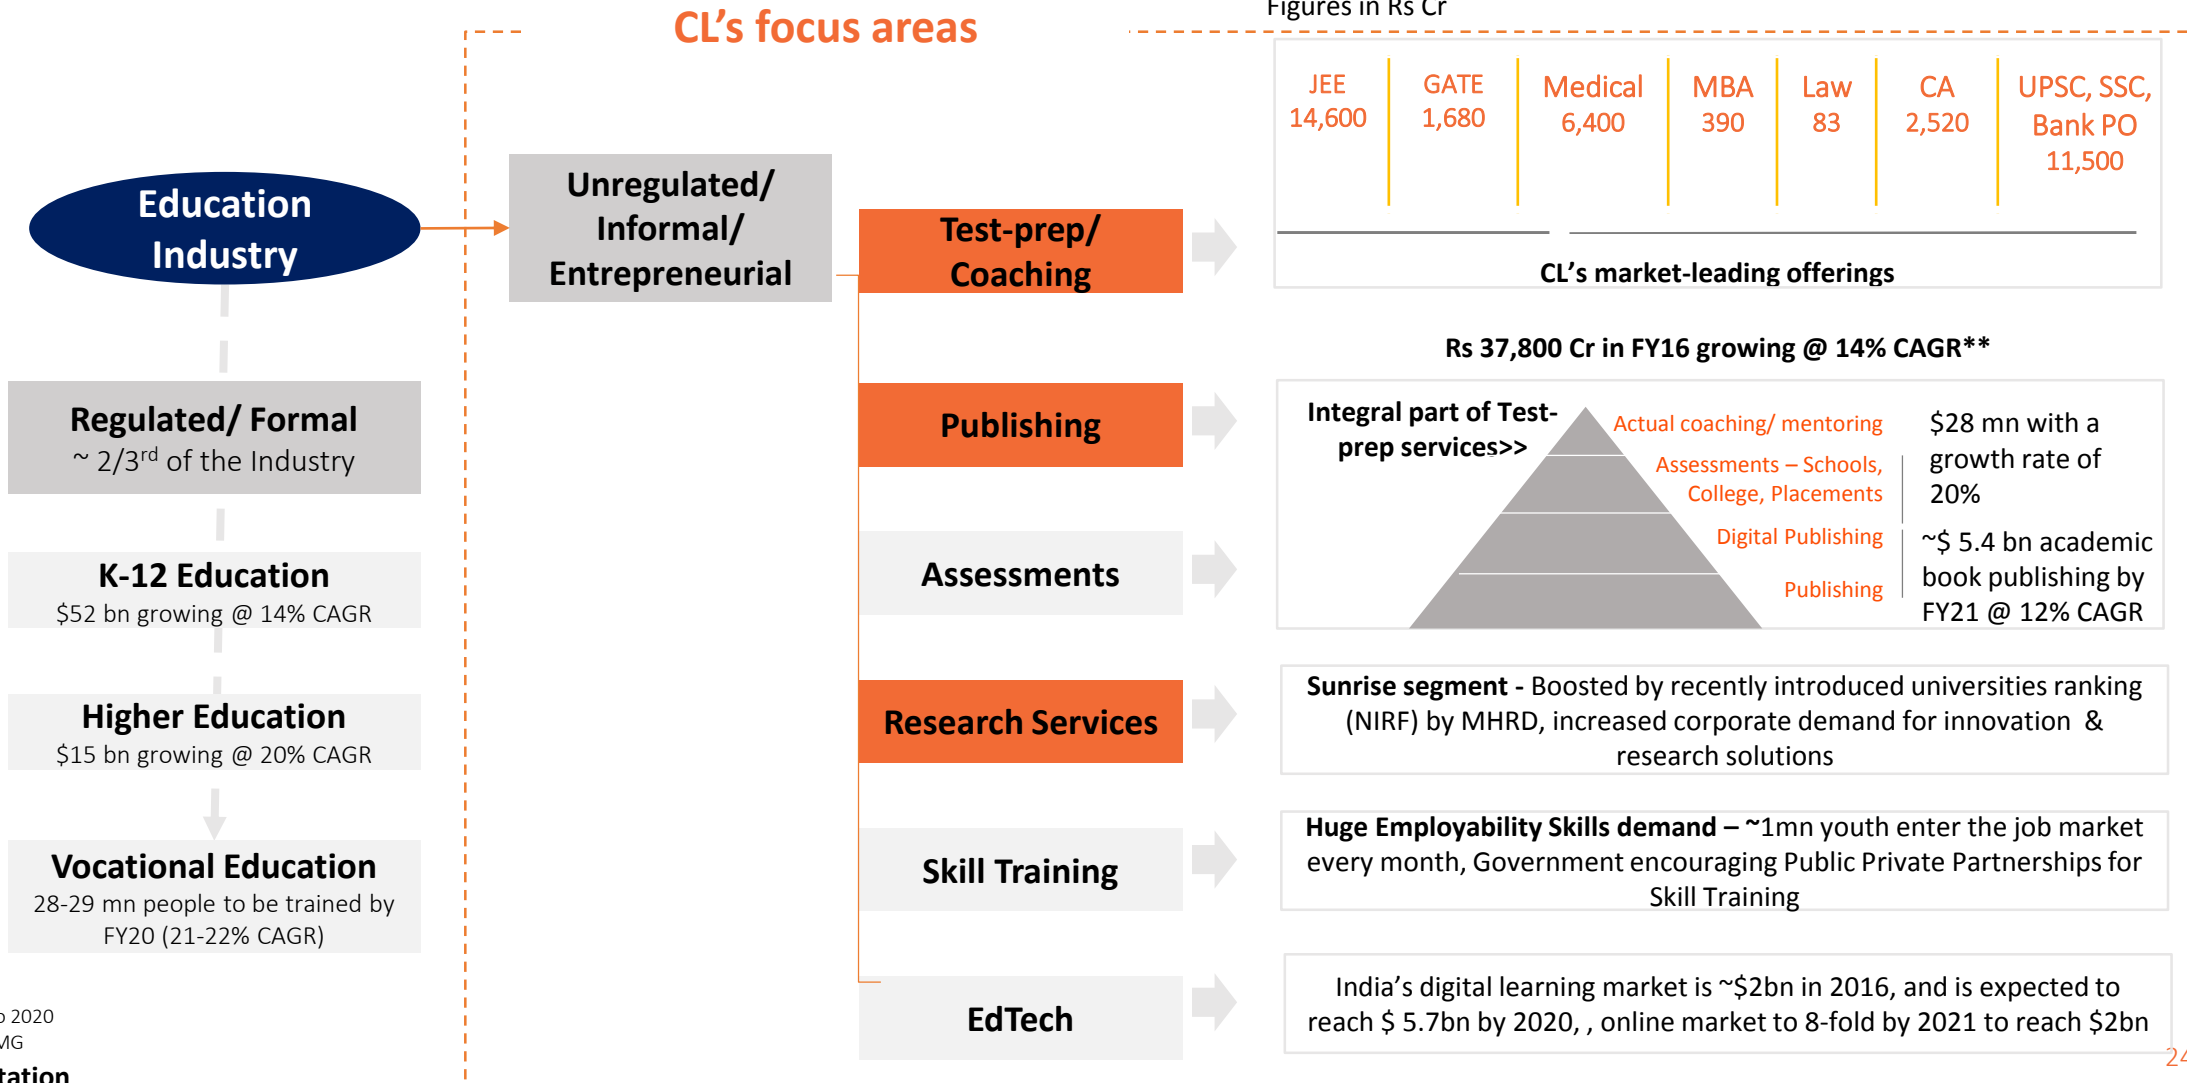 CL's focus areas
Figures in Rs Cr
JEE
14,600
GATE
1,680
Medical
6,400
MBA
390
Law
83
CA
2,520
UPSC, SSC,
Bank PO
11,500
CL's market-leading offerings
Rs 37,800 Cr in FY16 growing @ 14% CAGR**
Education
Industry
Unregulated/
Informal/
Entrepreneurial
Test-prep/
Coaching
Regulated/ Formal
~ 2/3rd of the Industry
K-12 Education
$52 bn growing @ 14% CAGR
Higher Education
$15 bn growing @ 20% CAGR
Vocational Education
28-29 mn people to be trained by
FY20 (21-22% CAGR)
Publishing
Integral part of Test-
prep services>>
Actual coaching/ mentoring
Assessments – Schools,
College, Placements
Digital Publishing
Publishing
$28 mn with a
growth rate of
20%
~$ 5.4 bn academic
book publishing by
FY21 @ 12% CAGR
Assessments
Research Services
Sunrise segment - Boosted by recently introduced universities ranking
(NIRF) by MHRD, increased corporate demand for innovation &
research solutions
Skill Training
Huge Employability Skills demand – ~1mn youth enter the job market
every month, Government encouraging Public Private Partnerships for
Skill Training
EdTech
India's digital learning market is ~$2bn in 2016, and is expected to
reach $ 5.7bn by 2020, , online market to 8-fold by 2021 to reach $2bn
2020
24